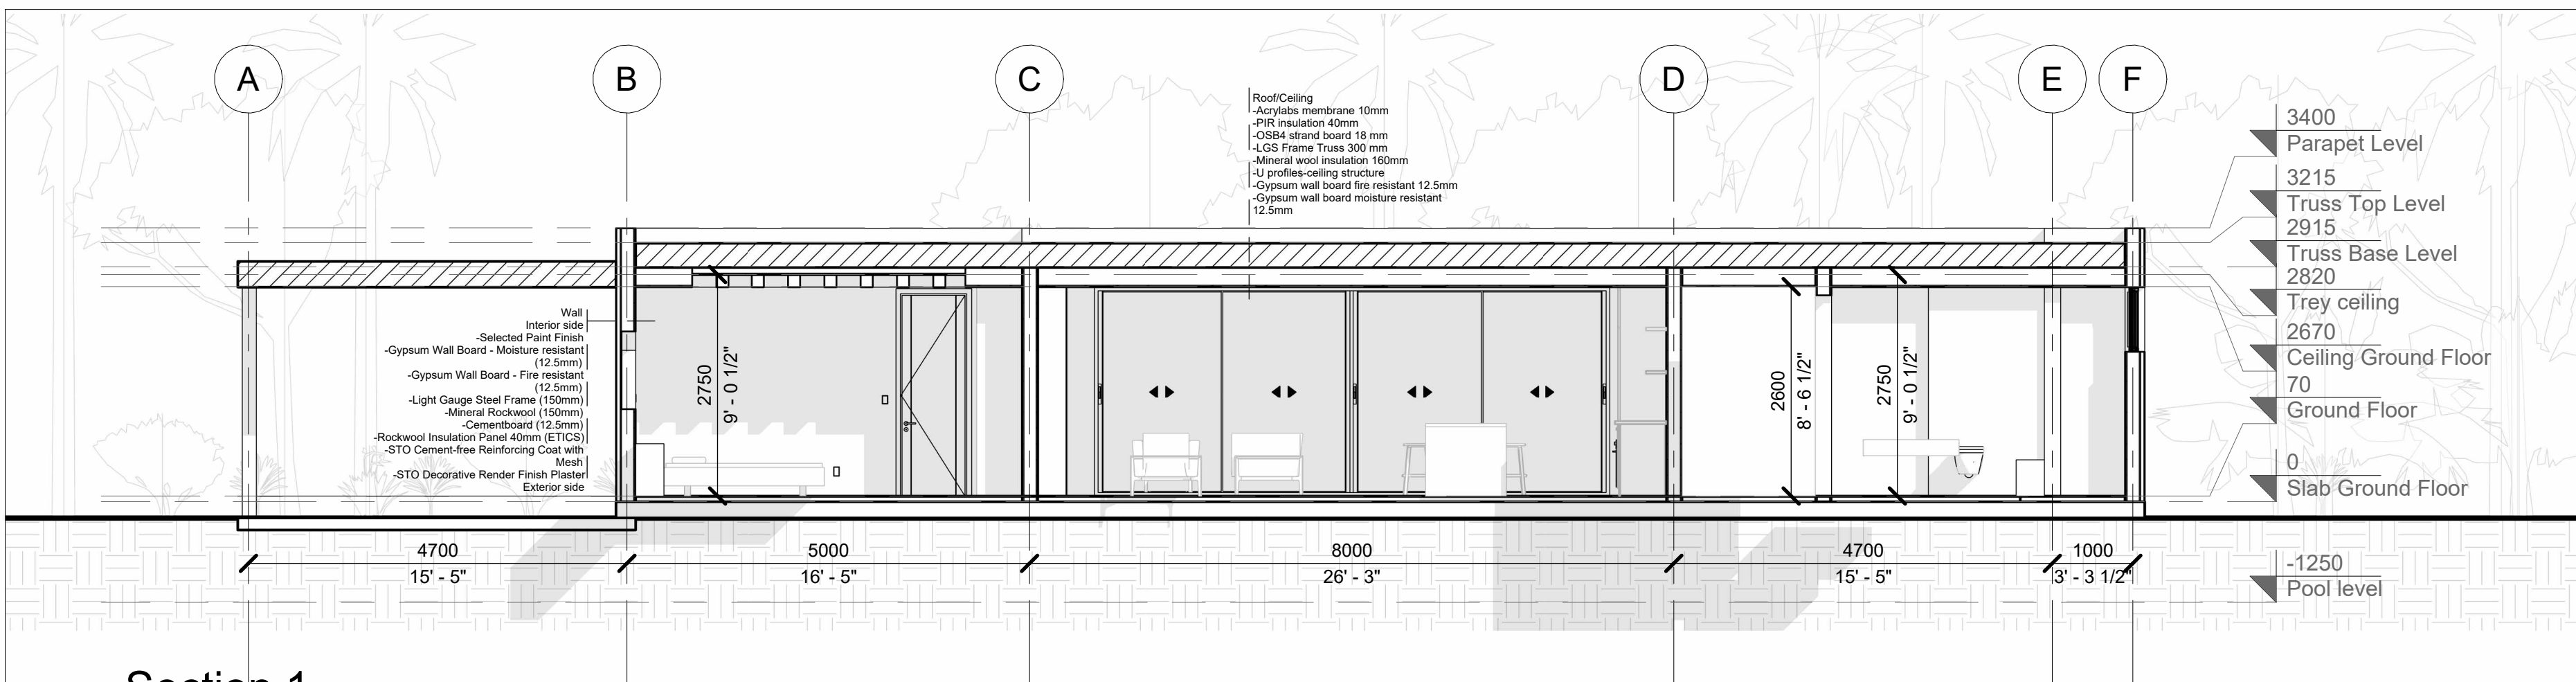 A
B
C
D
E
F
Roof/Ceiling
-Acrylabs membrane 10mm
-PIR insulation 40mm
-OSB4 strand board 18 mm
-LGS Frame Truss 300 mm
-Mineral wool insulation 160mm
-U profiles-ceiling structure
-Gypsum wall board fire resistant 12.5mm
-Gypsum wall board moisture resistant
12.5mm
3400
Parapet Level
3215
Truss Top Level
2915
Truss Base Level
2820
Trey ceiling
2670
Ceiling Ground Floor
70
Ground Floor
0
Slab Ground Floor
-1250
Pool level
Wall
Interior side
-Selected Paint Finish
-Gypsum Wall Board - Moisture resistant
(12.5mm)
-Gypsum Wall Board - Fire resistant
(12.5mm)
-Light Gauge Steel Frame (150mm)
-Mineral Rockwool (150mm)
-Cementboard (12.5mm)
-Rockwool Insulation Panel 40mm (ETICS)
-STO Cement-free Reinforcing Coat with
Mesh
-STO Decorative Render Finish Plaster
Exterior side
2750
9' - 0 1/2"
2600
8' - 6 1/2"
2750
9' - 0 1/2"
4700
15' - 5"
5000
16' - 5"
8000
26' - 3"
4700
15' - 5"
1000
3' - 3 1/2"
Section 1